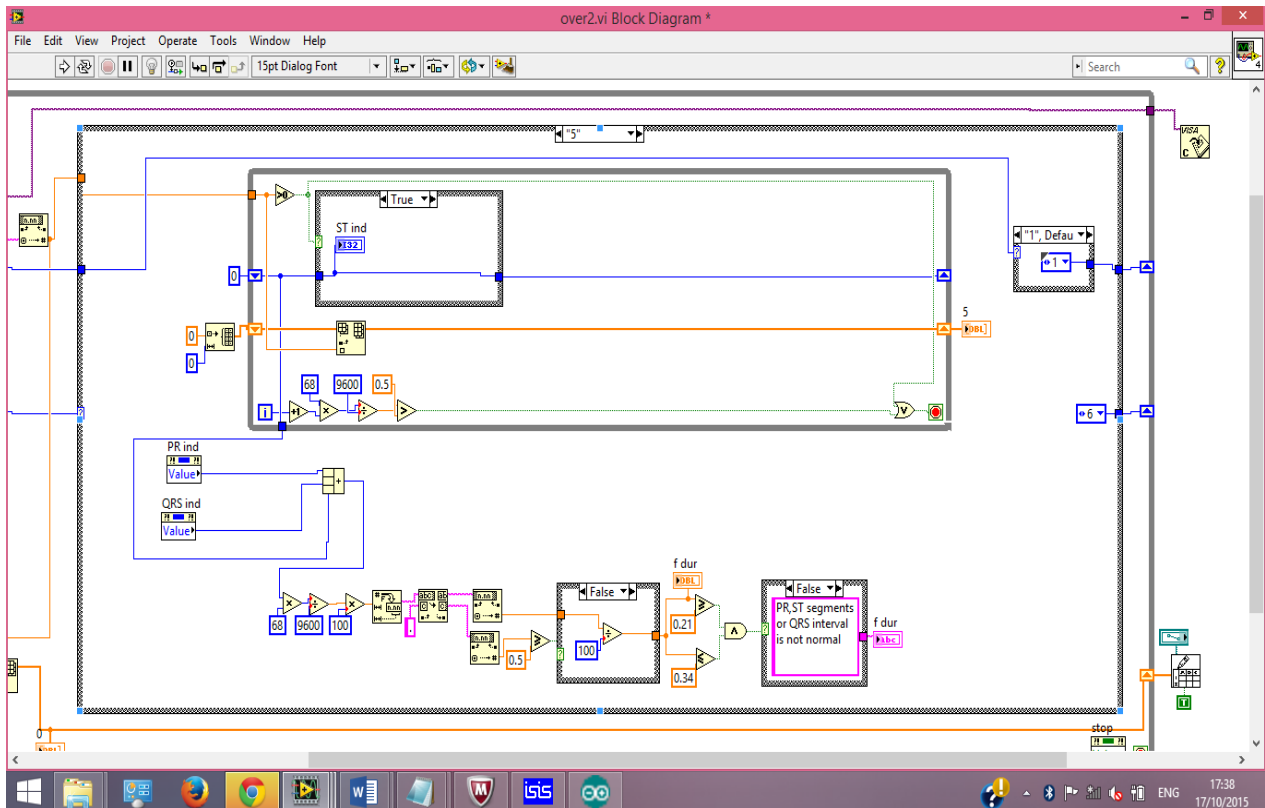 over2.vi Block Diagram *
File Edit View Project Operate Tools Window Help
15pt Dialog Font
Search
4
VISA
C
"5"
True
ST ind
I32
"1", Defau
1
0
0
0
5
DBL
68
9600
0.5
i
+1
6
PR ind
Value
QRS ind
Value
f dur
DBL
False
False
PR,ST segments
or QRS interval
is not normal
f dur
Abc
0.21
0.34
68
9600
100
.
0.5
100
T
0
stop
isis
ENG
17:38
17/10/2015